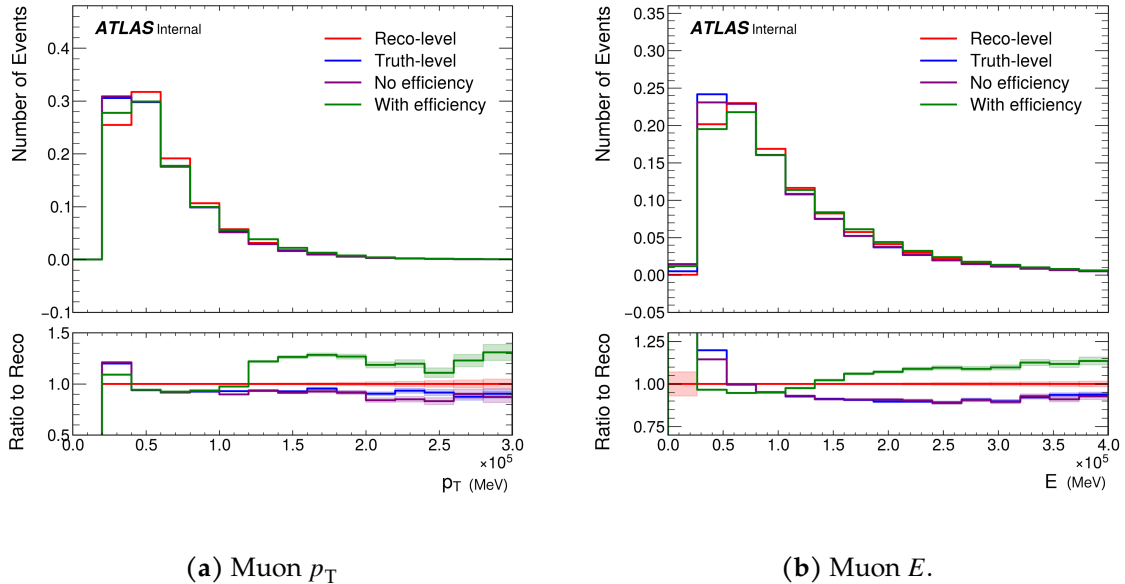 ATLAS Internal
Reco-level
Truth-level
No efficiency
With efficiency
Number of Events
0.4
0.3
0.2
0.1
0.0
−0.1
Ratio to Reco
1.5
1.0
0.5
0.0 0.5 1.0 1.5 2.0 2.5 3.0
×10⁵
p_T (MeV)
(a) Muon p_T
ATLAS Internal
Reco-level
Truth-level
No efficiency
With efficiency
Number of Events
0.35
0.30
0.25
0.20
0.15
0.10
0.05
0.00
−0.05
Ratio to Reco
1.25
1.00
0.75
0.0 0.5 1.0 1.5 2.0 2.5 3.0 3.5 4.0
×10⁵
E (MeV)
(b) Muon E.